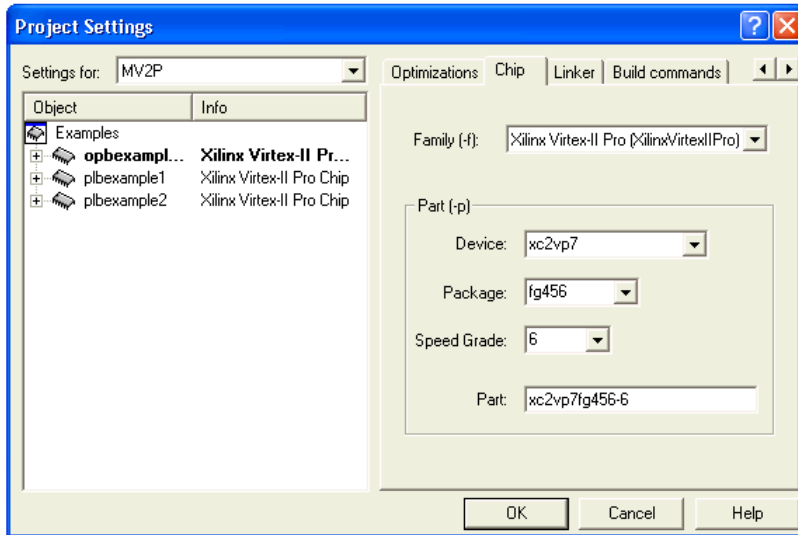 Project Settings
Settings for: MV2P
Object Info
Examples
opbexampl... Xilinx Virtex-II Pr...
plbexample1 Xilinx Virtex-II Pro Chip
plbexample2 Xilinx Virtex-II Pro Chip
Optimizations Chip Linker Build commands
Family (-f): Xilinx Virtex-II Pro (XilinxVirtexIIPro)
Part (-p)
Device: xc2vp7
Package: fg456
Speed Grade: 6
Part: xc2vp7fg456-6
OK Cancel Help